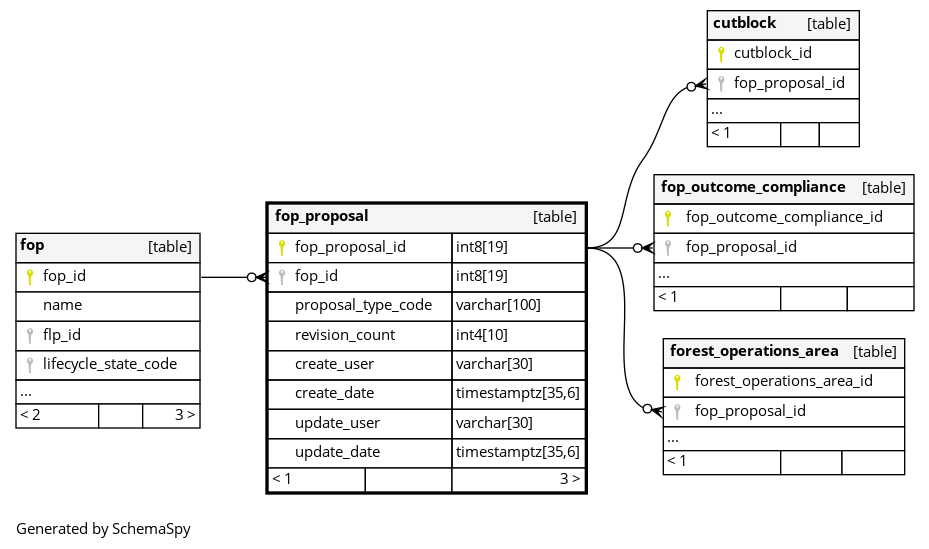 cutblock [table]
cutblock_id
fop_proposal_id
...
< 1
fop_outcome_compliance [table]
fop_outcome_compliance_id
fop_proposal_id
...
< 1
fop_proposal [table]
fop_proposal_id int8[19]
fop_id int8[19]
proposal_type_code varchar[100]
revision_count int4[10]
create_user varchar[30]
create_date timestamptz[35,6]
update_user varchar[30]
update_date timestamptz[35,6]
< 1 3 >
fop [table]
fop_id
name
flp_id
lifecycle_state_code
...
< 2 3 >
forest_operations_area [table]
forest_operations_area_id
fop_proposal_id
...
< 1
Generated by SchemaSpy